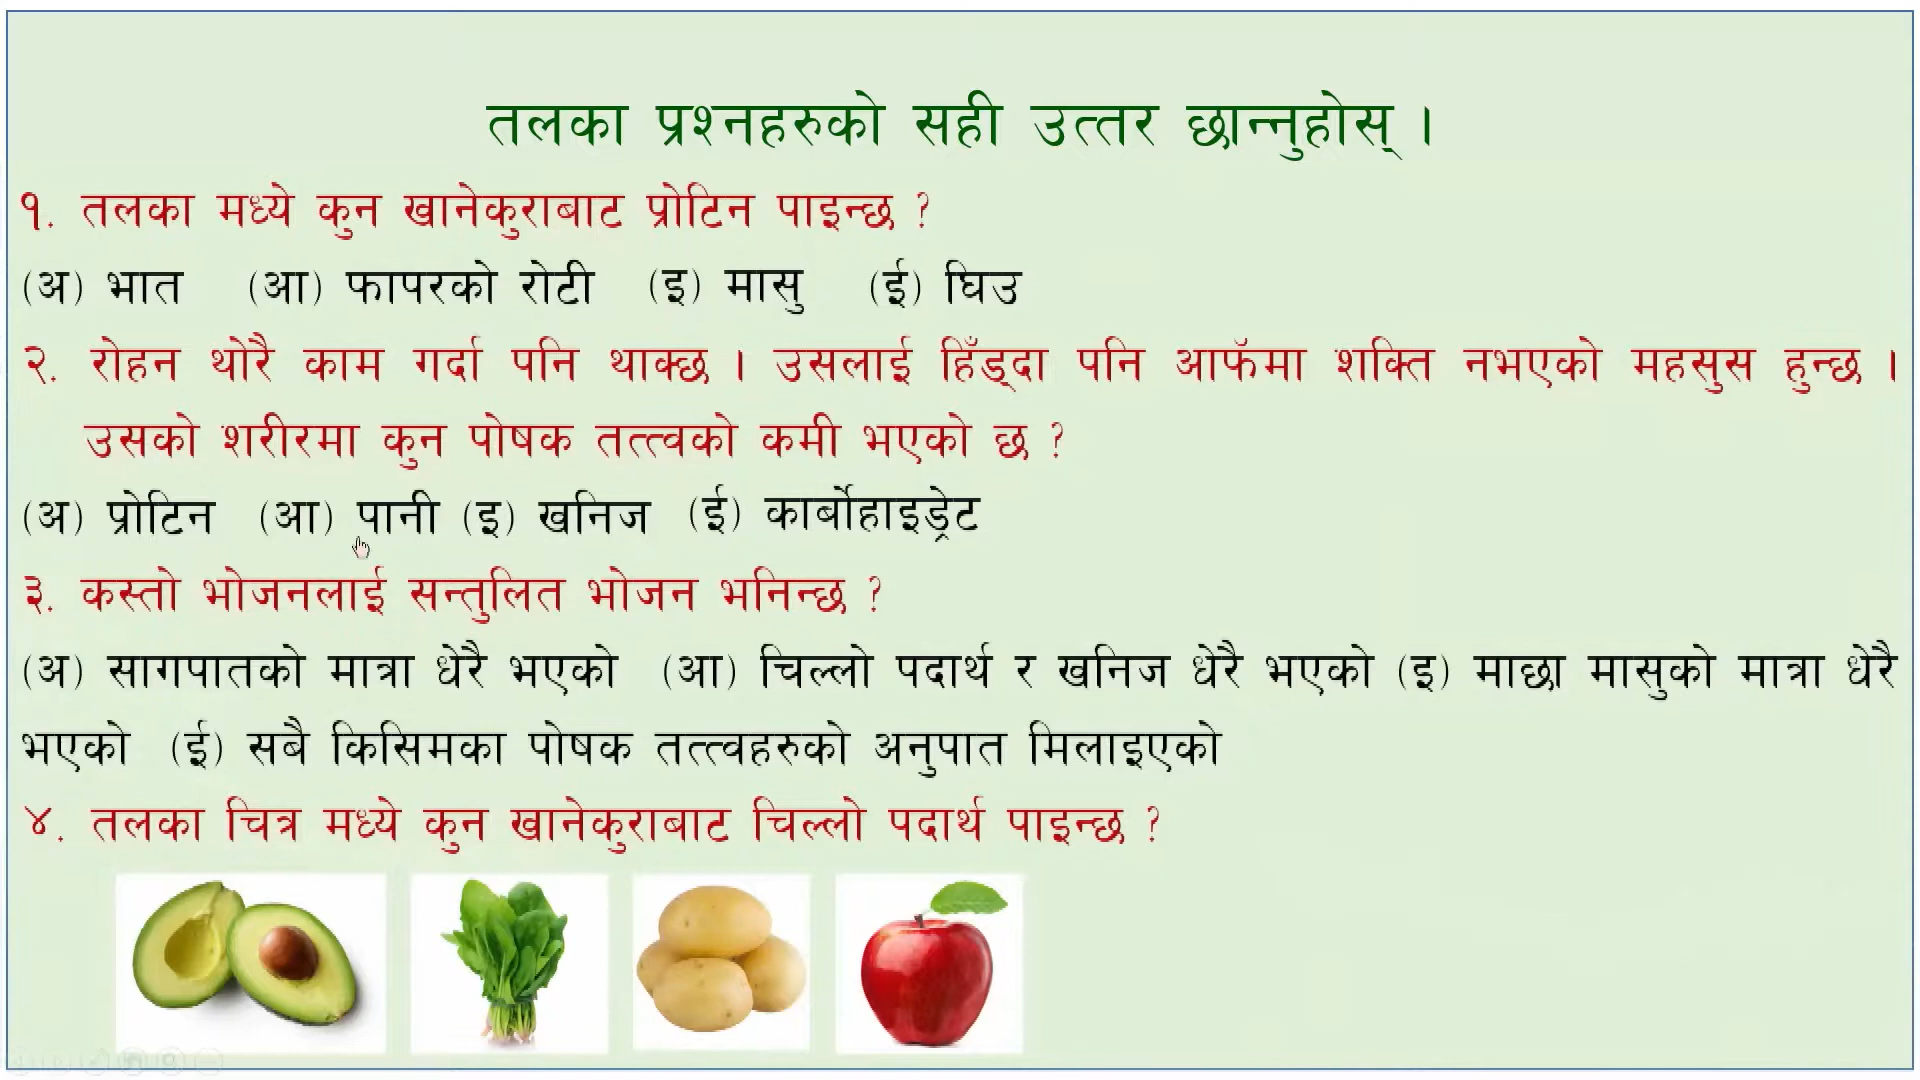 तलका प्रश्नहरुको सही उत्तर छान्नुहोस् ।
१. तलका मध्ये कुन खानेकुराबाट प्रोटिन पाइन्छ ?
(अ) भात (आ) फापरको रोटी (इ) मासु (ई) घिउ
२. रोहन थोरै काम गर्दा पनि थाक्छ । उसलाई हिँड्दा पनि आफॅमा शक्ति नभएको महसुस हुन्छ ।
उसको शरीरमा कुन पोषक तत्त्वको कमी भएको छ ?
(अ) प्रोटिन (आ) पानी (इ) खनिज (ई) कार्बोहाइड्रेट
३. कस्तो भोजनलाई सन्तुलित भोजन भनिन्छ ?
(अ) सागपातको मात्रा धेरै भएको (आ) चिल्लो पदार्थ र खनिज धेरै भएको (इ) माछा मासुको मात्रा धेरै
भएको (ई) सबै किसिमका पोषक तत्त्वहरुको अनुपात मिलाइएको
४. तलका चित्र मध्ये कुन खानेकुराबाट चिल्लो पदार्थ पाइन्छ ?